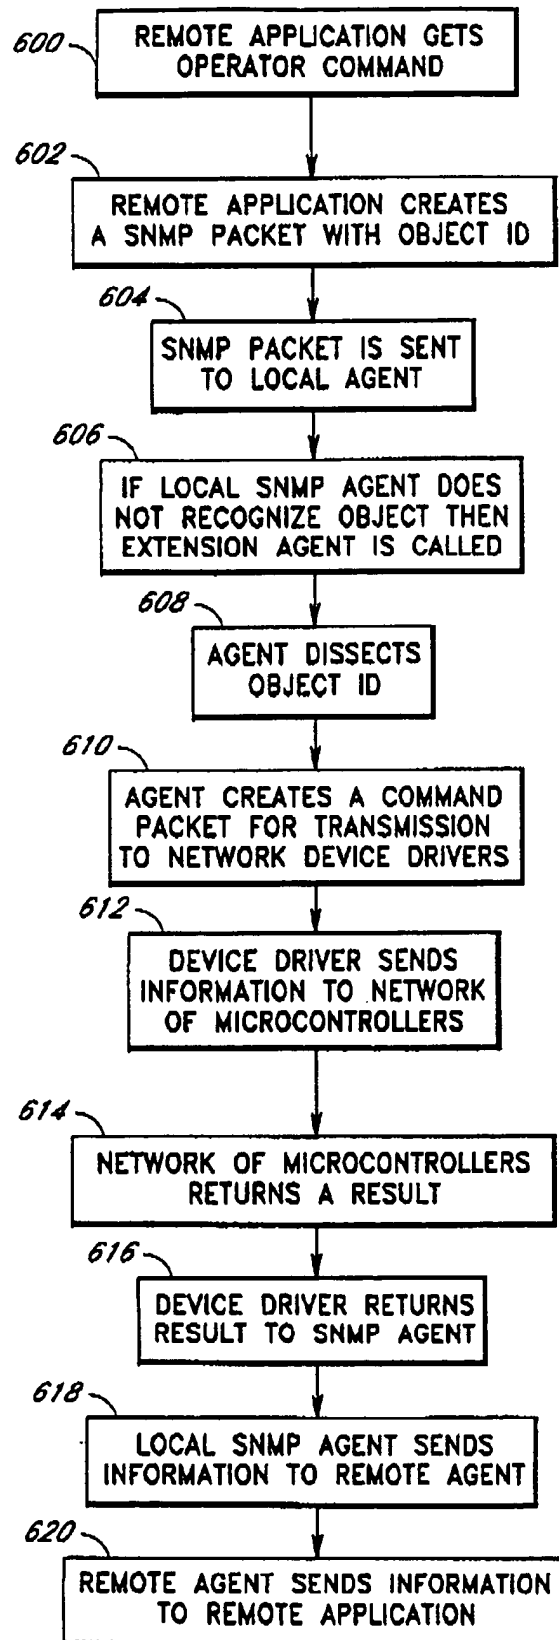 600
REMOTE APPLICATION GETS
OPERATOR COMMAND
602
REMOTE APPLICATION CREATES
A SNMP PACKET WITH OBJECT ID
604
SNMP PACKET IS SENT
TO LOCAL AGENT
606
IF LOCAL SNMP AGENT DOES
NOT RECOGNIZE OBJECT THEN
EXTENSION AGENT IS CALLED
608
AGENT DISSECTS
OBJECT ID
610
AGENT CREATES A COMMAND
PACKET FOR TRANSMISSION
TO NETWORK DEVICE DRIVERS
612
DEVICE DRIVER SENDS
INFORMATION TO NETWORK
OF MICROCONTROLLERS
614
NETWORK OF MICROCONTROLLERS
RETURNS A RESULT
616
DEVICE DRIVER RETURNS
RESULT TO SNMP AGENT
618
LOCAL SNMP AGENT SENDS
INFORMATION TO REMOTE AGENT
620
REMOTE AGENT SENDS INFORMATION
TO REMOTE APPLICATION